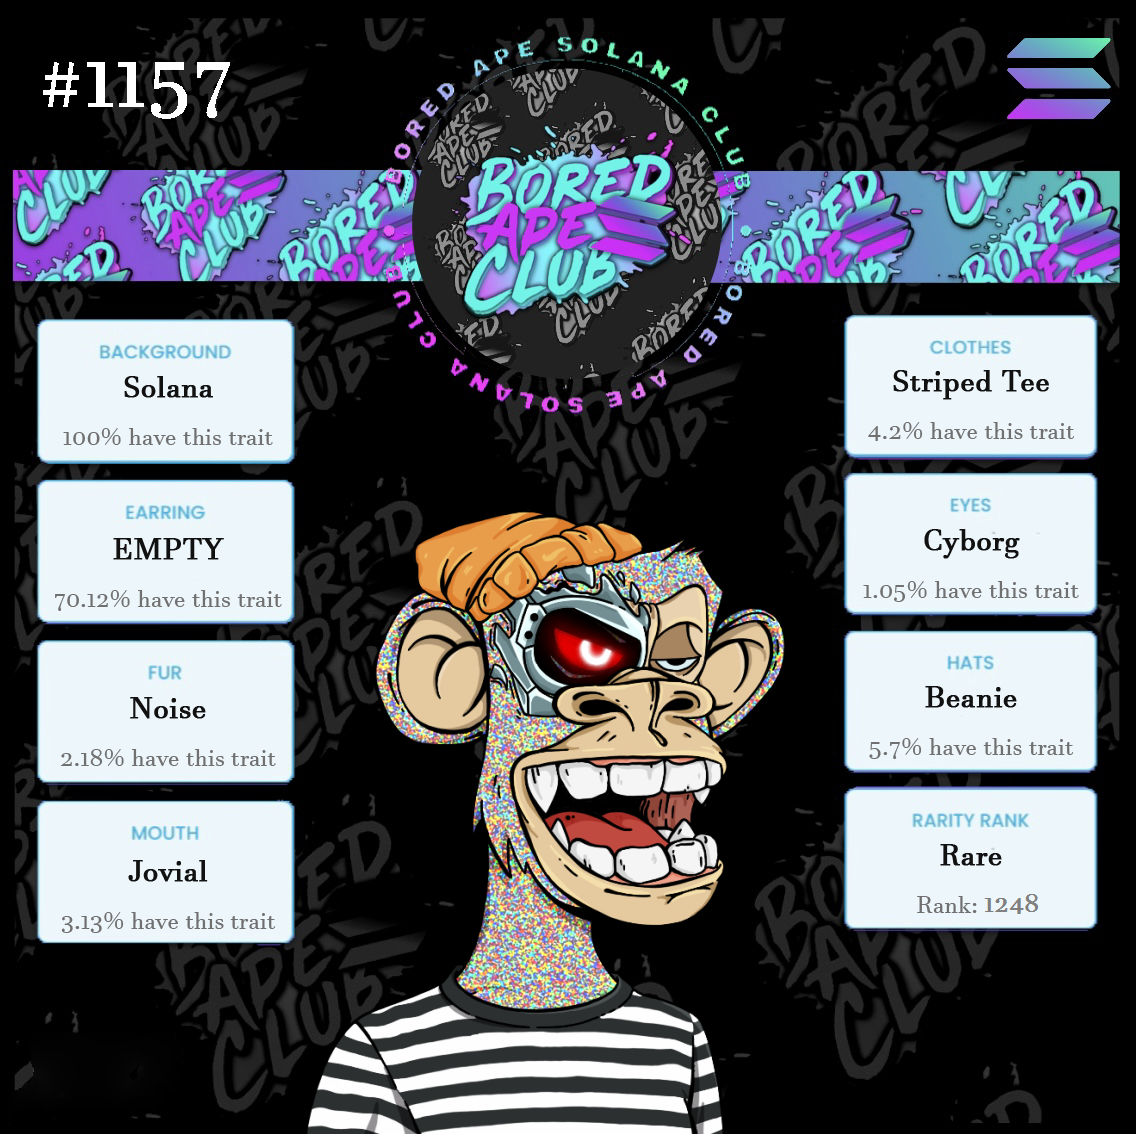 #1157
BORED APE SOLANA CLUB
BORED
APE
CLUB
BORED APE SOLANA CLUB
BACKGROUND
Solana
100% have this trait
EARRING
EMPTY
70.12% have this trait
FUR
Noise
2.18% have this trait
MOUTH
Jovial
3.13% have this trait
CLOTHES
Striped Tee
4.2% have this trait
EYES
Cyborg
1.05% have this trait
HATS
Beanie
5.7% have this trait
RARITY RANK
Rare
Rank: 1248